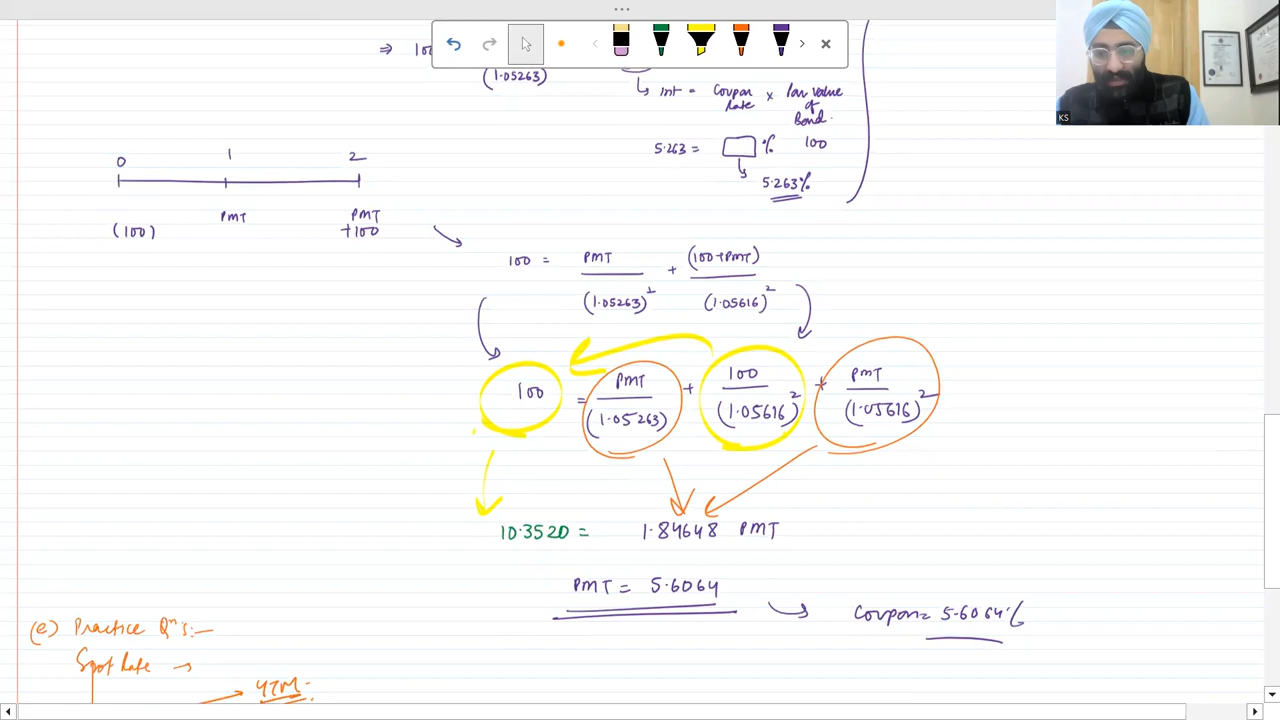 ⇒ 10
(1.05263)
Int = Coupon Rate × Par Value of Bond.
5.263 = % 100
5.263%
0 1 2
(100) PMT PMT +100
100 = PMT/(1.05263)^1 + (100+PMT)/(1.05616)^2
100 = PMT/(1.05263) + 100/(1.05616)^2 + PMT/(1.05616)^2
10.3520 = 1.84648 PMT
PMT = 5.6064
Coupon = 5.6064%
(e) Practice Qn's:-
Spot Rate →
YTM:
KS